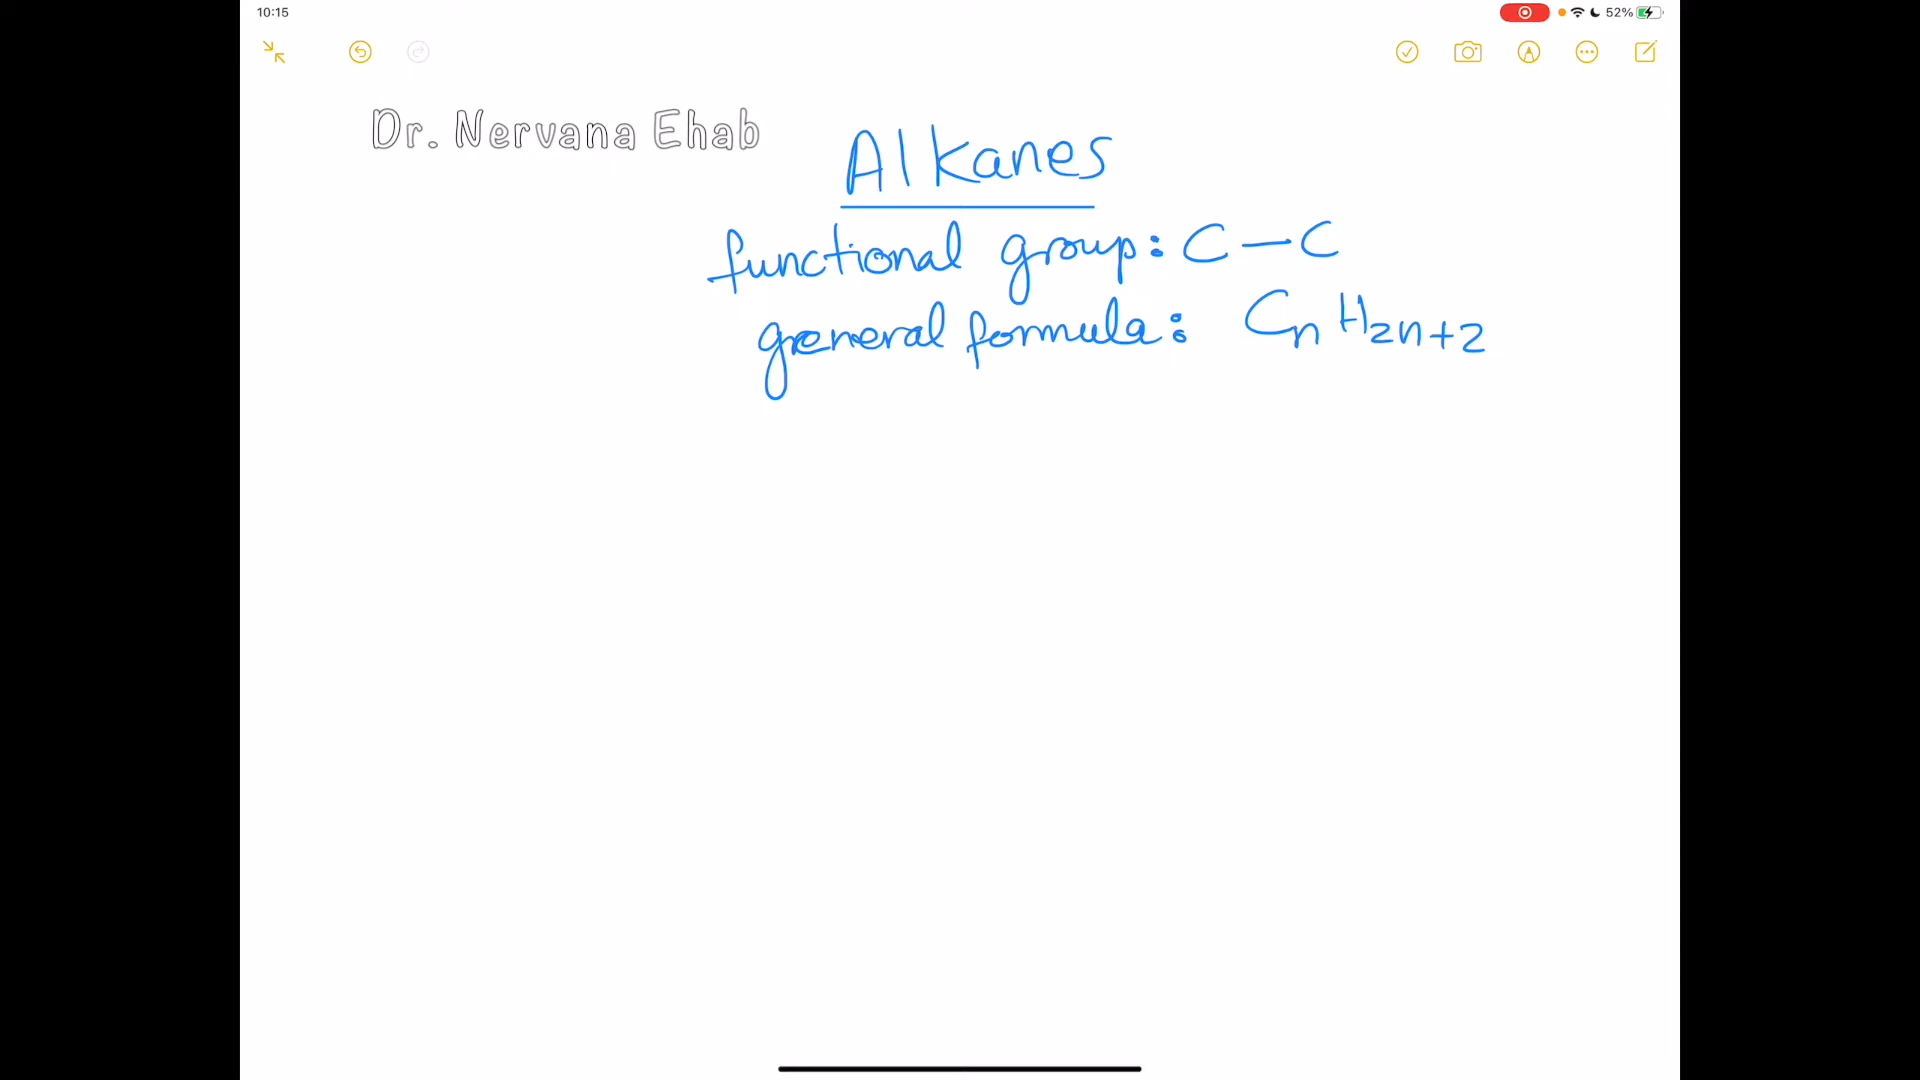 10:15
52%
Dr. Nervana Ehab
Alkanes
functional group: C — C
general formula: CnH2n+2